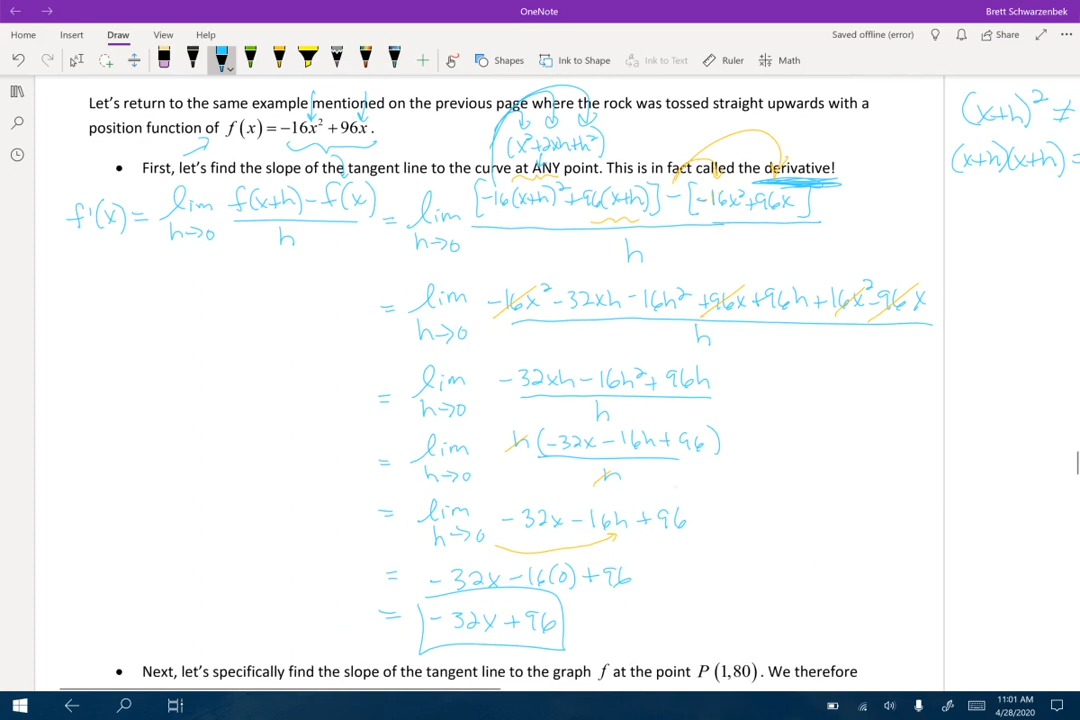 OneNote
Brett Schwarzenbek
Home Insert Draw View Help
Saved offline (error) Share
Shapes Ink to Shape Ink to Text Ruler Math
Let's return to the same example mentioned on the previous page where the rock was tossed straight upwards with a
position function of f(x) = −16x² + 96x.
(x²+2xh+h²)
• First, let's find the slope of the tangent line to the curve at ANY point. This is in fact called the derivative!
f'(x) = lim h→0 f(x+h) − f(x) / h = lim h→0 [−16(x+h)² + 96(x+h)] − [−16x² + 96x] / h
= lim h→0 −16x² − 32xh − 16h² + 96x + 96h + 16x² − 96x / h
= lim h→0 −32xh − 16h² + 96h / h
= lim h→0 h(−32x − 16h + 96) / h
= lim h→0 −32x − 16h + 96
= −32x − 16(0) + 96
= −32x + 96
• Next, let's specifically find the slope of the tangent line to the graph f at the point P(1,80). We therefore
(x+h)² ≠
(x+h)(x+h) =
11:01 AM
4/28/2020